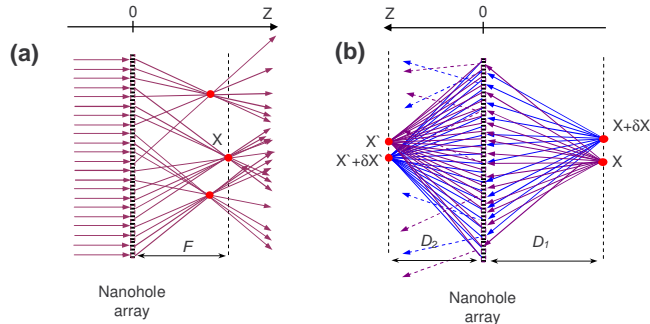 0
Z
(a)
X
F
Nanohole
array
Z
0
(b)
X`
X`+δX`
X+δX
X
D2
D1
Nanohole
array